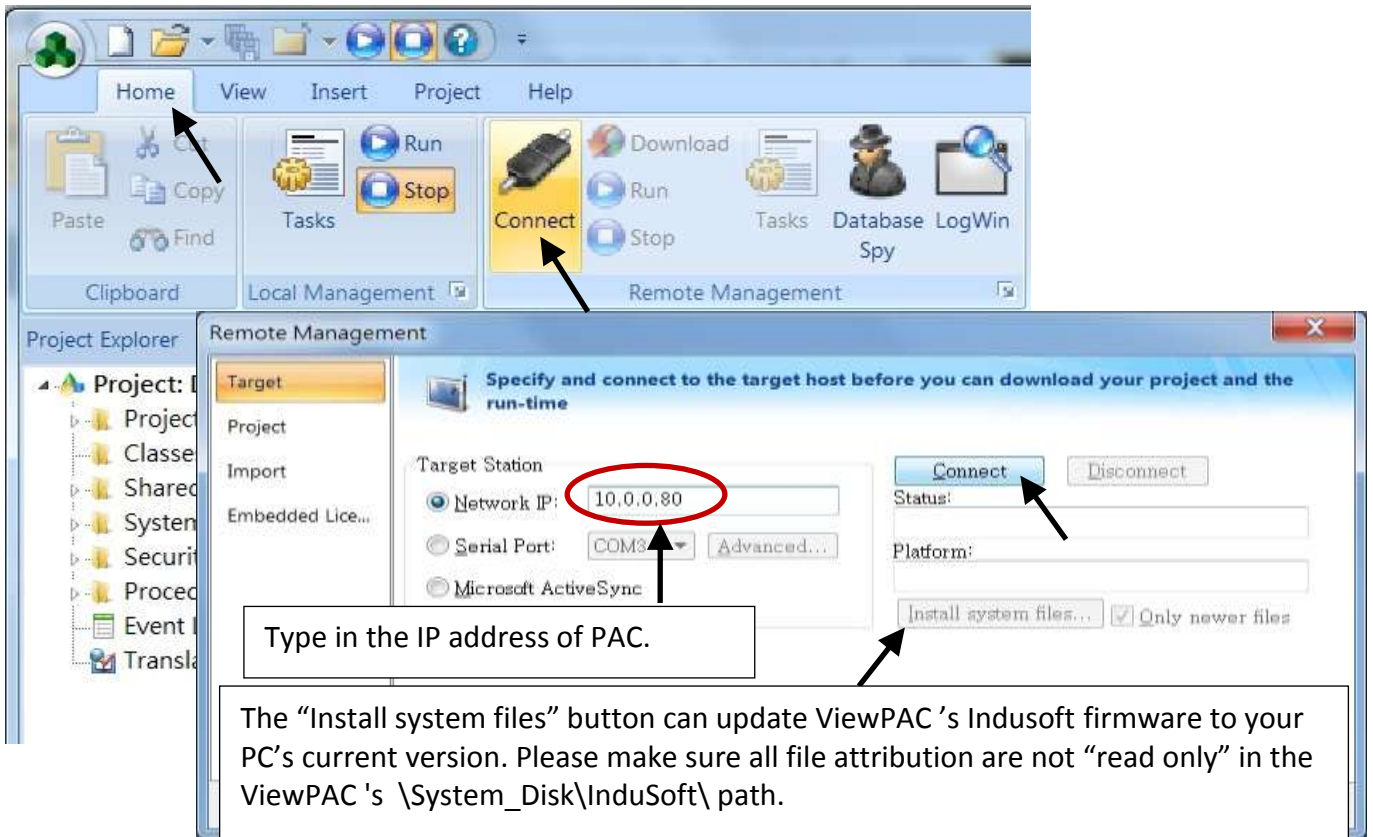 Home View Insert Project Help
Cut
Copy
Paste
Find
Clipboard
Tasks
Run
Stop
Local Management
Connect
Download
Run
Stop
Tasks
Database Spy
LogWin
Remote Management
Project Explorer
Project:
Project
Classe
Shared
System
Securit
Proced
Event
Transla
Remote Management
X
Target
Project
Import
Embedded Lice...
Specify and connect to the target host before you can download your project and the
run-time
Target Station
Network IP: 10.0.0.80
Serial Port: COM3 Advanced...
Microsoft ActiveSync
Connect Disconnect
Status:
Platform:
Install system files... Only newer files
Type in the IP address of PAC.
The “Install system files” button can update ViewPAC ’s Indusoft firmware to your
PC’s current version. Please make sure all file attribution are not “read only” in the
ViewPAC 's \System_Disk\InduSoft\ path.